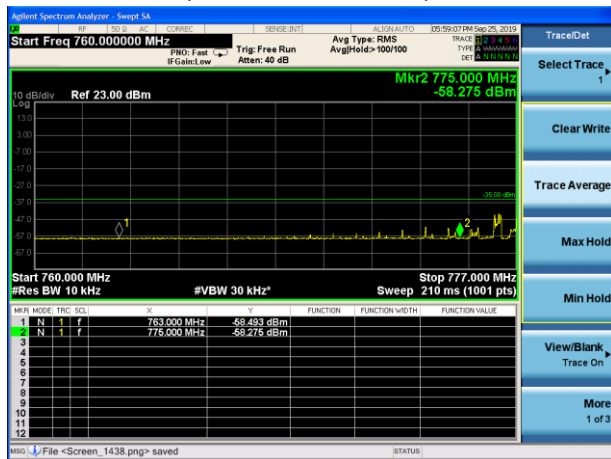 Agilent Spectrum Analyzer - Swept SA
RF 50 Ω AC CORREC SENSE:INT ALIGN AUTO 05:59:07 PM Sep 25, 2019
Start Freq 760.000000 MHz
PNO: Fast
IFGain:Low
Trig: Free Run
Atten: 40 dB
Avg Type: RMS
Avg|Hold:> 100/100
TRACE 1 2 3 4 5 6
TYPE A WWWWW
DET A N N N N N
Mkr2 775.000 MHz
-58.275 dBm
10 dB/div Ref 23.00 dBm
Log
13.0
3.00
-7.00
-17.0
-27.0
-37.0
-47.0
-57.0
-67.0
-35.00 dBm
1
2
Start 760.000 MHz Stop 777.000 MHz
#Res BW 10 kHz #VBW 30 kHz* Sweep 210 ms (1001 pts)
MKR MODE TRC SCL X Y FUNCTION FUNCTION WIDTH FUNCTION VALUE
1 N 1 f 763.000 MHz -58.493 dBm
2 N 1 f 775.000 MHz -58.275 dBm
3
4
5
6
7
8
9
10
11
12
MSG File <Screen_1438.png> saved STATUS
Trace/Det
Select Trace
1
Clear Write
Trace Average
Max Hold
Min Hold
View/Blank
Trace On
More
1 of 3